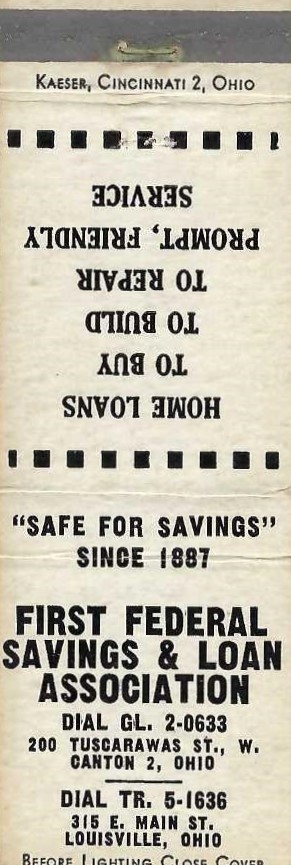 KAESER, CINCINNATI 2, OHIO
HOME LOANS
TO BUY
TO BUILD
TO REPAIR
PROMPT, FRIENDLY
SERVICE
"SAFE FOR SAVINGS"
SINCE 1887
FIRST FEDERAL
SAVINGS & LOAN
ASSOCIATION
DIAL GL. 2-0633
200 TUSCARAWAS ST., W.
CANTON 2, OHIO
DIAL TR. 5-1636
315 E. MAIN ST.
LOUISVILLE, OHIO
BEFORE LIGHTING CLOSE COVER